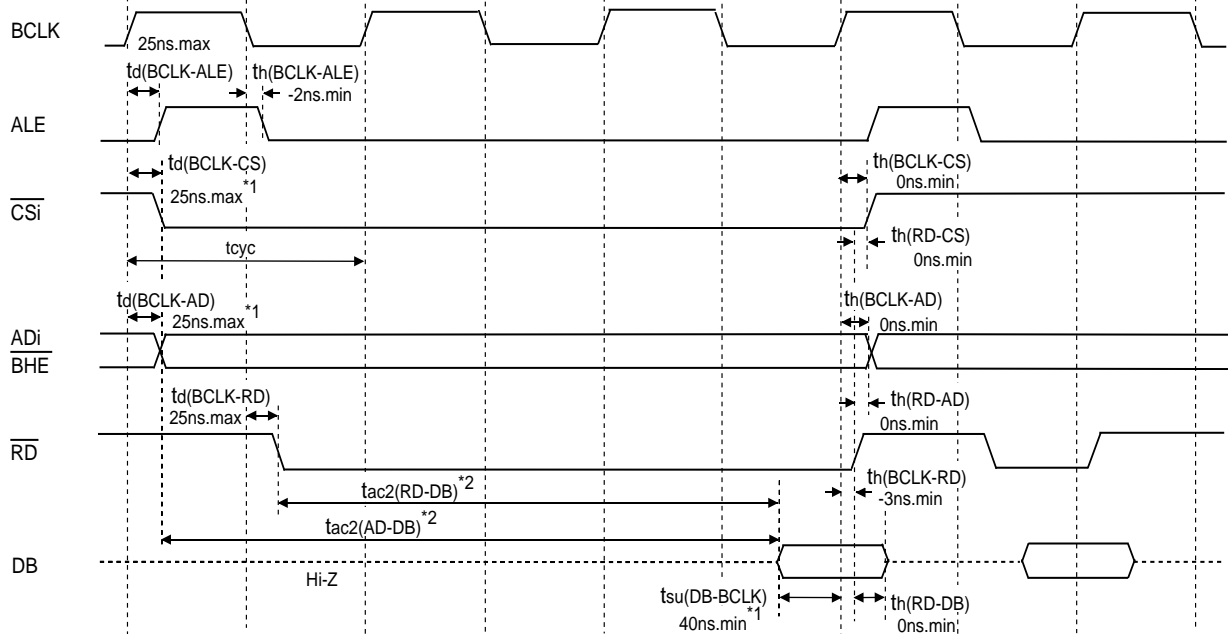 BCLK
25ns.max
td(BCLK-ALE)
th(BCLK-ALE)
-2ns.min
ALE
td(BCLK-CS)
25ns.max*1
th(BCLK-CS)
0ns.min
CSi
th(RD-CS)
0ns.min
tcyc
td(BCLK-AD)
25ns.max*1
th(BCLK-AD)
0ns.min
ADi
BHE
td(BCLK-RD)
25ns.max
th(RD-AD)
0ns.min
RD
tac2(RD-DB)*2
th(BCLK-RD)
-3ns.min
tac2(AD-DB)*2
DB
Hi-Z
tsu(DB-BCLK)
40ns.min*1
th(RD-DB)
0ns.min